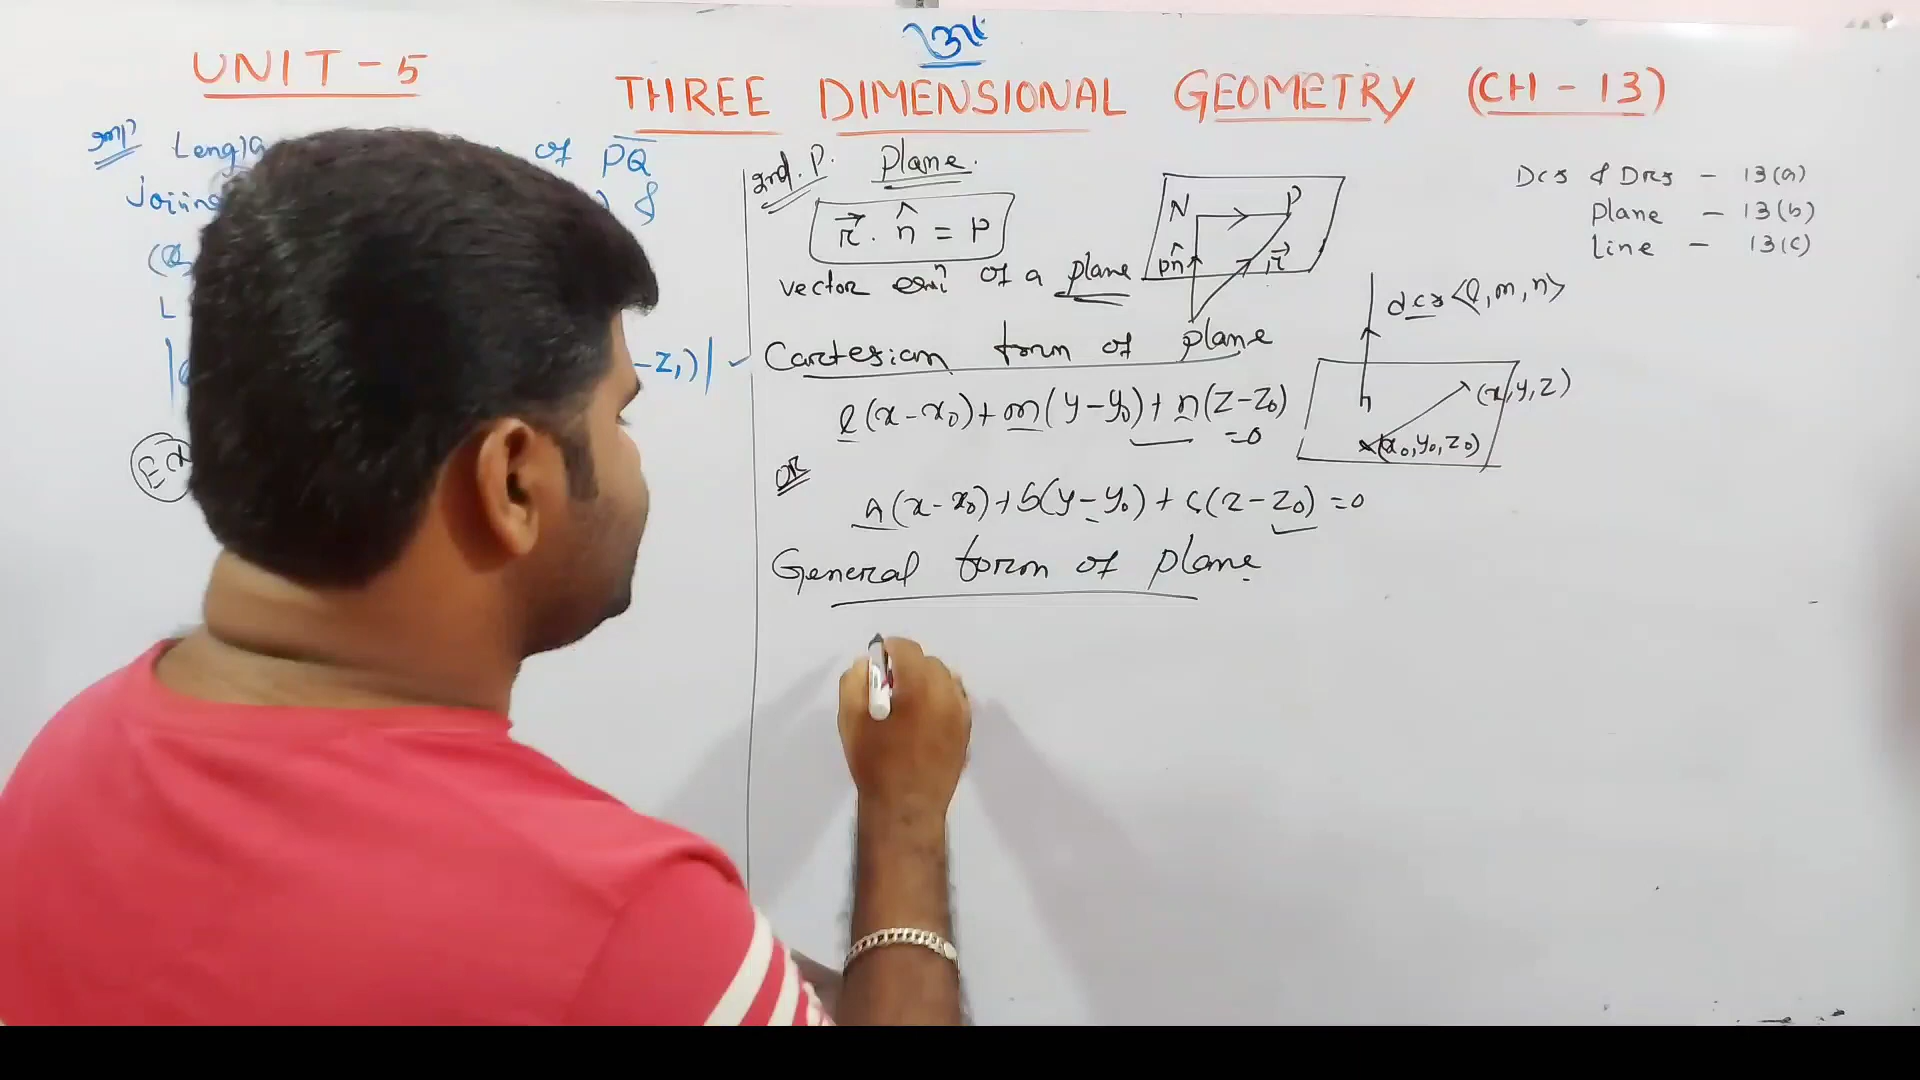 UNIT - 5
THREE DIMENSIONAL GEOMETRY (CH - 13)
of PQ
&
L
-z₁)|
2nd. P. Plane.
r⃗ . n̂ = P
vector eqⁿ of a plane
N P
pn̂ r⃗
Cartesian form of plane
l(x-x₀)+m(y-y₀)+n(z-z₀)
=0
OR
a(x-x₀)+b(y-y₀)+c(z-z₀)=0
General form of plane
Dcs & Drs - 13(a)
Plane - 13(b)
Line - 13(c)
dcs <l,m,n>
(x,y,z)
(x₀,y₀,z₀)